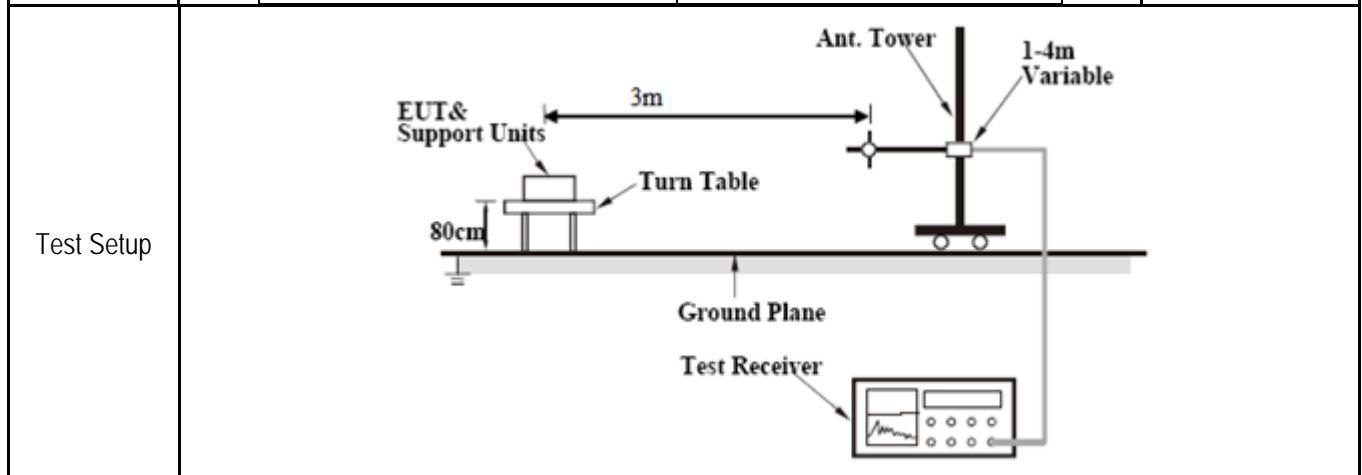 Test Setup
Ant. Tower
1-4m
Variable
3m
EUT&
Support Units
Turn Table
80cm
Ground Plane
Test Receiver